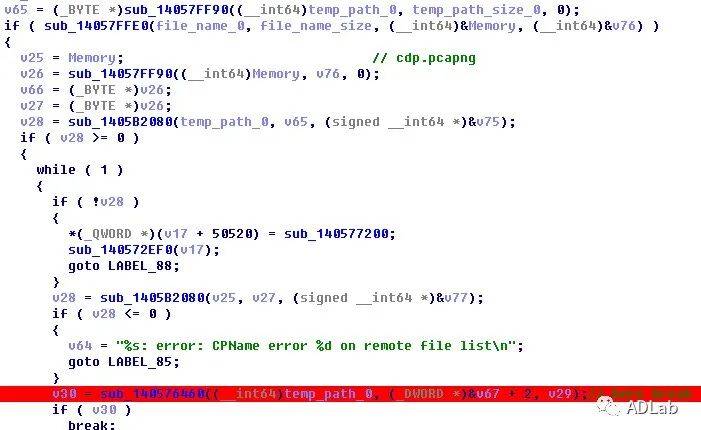 v65 = (_BYTE *)sub_14057FF90((__int64)temp_path_0, temp_path_size_0, 0);
if ( sub_14057FFE0(file_name_0, file_name_size, (__int64)&Memory, (__int64)&v76) )
{
v25 = Memory; // cdp.pcapng
v26 = sub_14057FF90((__int64)Memory, v76, 0);
v66 = (_BYTE *)v26;
v27 = (_BYTE *)v26;
v28 = sub_1405B2080(temp_path_0, v65, (signed __int64 *)&v75);
if ( v28 >= 0 )
{
while ( 1 )
{
if ( !v28 )
{
*(_QWORD *)(v17 + 50520) = sub_140577200;
sub_140572EF0(v17);
goto LABEL_88;
}
v28 = sub_1405B2080(v25, v27, (signed __int64 *)&v77);
if ( v28 <= 0 )
{
v64 = "%s: error: CPName error %d on remote file list\n";
goto LABEL_85;
}
v30 = sub_140576460((__int64)temp_path_0, (_DWORD *)&v67 + 2, v29);//
if ( v30 )
break;
ADLab